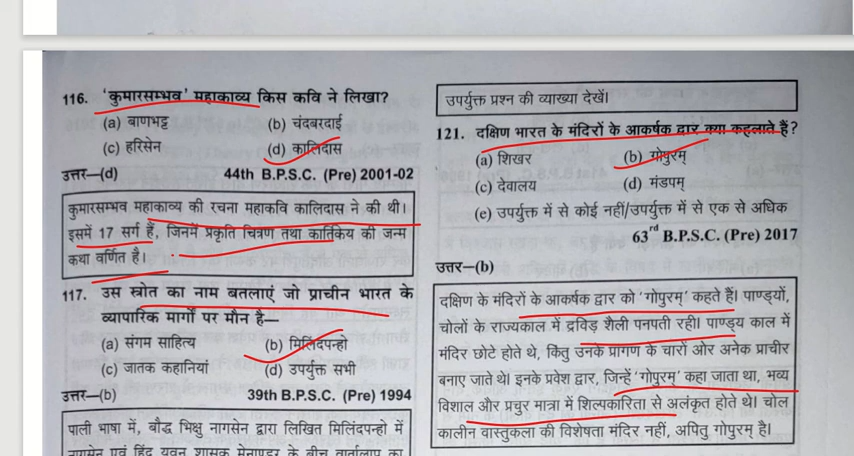 116. 'कुमारसम्भव' महाकाव्य किस कवि ने लिखा?
(a) बाणभट्ट (b) चंदबरदाई
(c) हरिसेन (d) कालिदास
उत्तर—(d) 44th B.P.S.C. (Pre) 2001-02
कुमारसम्भव महाकाव्य की रचना महाकवि कालिदास ने की थी।
इसमें 17 सर्ग हैं, जिनमें प्रकृति चित्रण तथा कार्तिकेय की जन्म
कथा वर्णित है।
117. उस स्रोत का नाम बतलाएं जो प्राचीन भारत के
व्यापारिक मार्गों पर मौन है—
(a) संगम साहित्य (b) मिलिंदपन्हो
(c) जातक कहानियां (d) उपर्युक्त सभी
उत्तर—(b) 39th B.P.S.C. (Pre) 1994
पाली भाषा में, बौद्ध भिक्षु नागसेन द्वारा लिखित मिलिंदपन्हो में
नागसेन एवं हिंद यवन शासक मेनाण्डर के बीच वार्तालाप का
उपर्युक्त प्रश्न की व्याख्या देखें।
121. दक्षिण भारत के मंदिरों के आकर्षक द्वार क्या कहलाते हैं?
(a) शिखर (b) गोपुरम्
(c) देवालय (d) मंडपम्
(e) उपर्युक्त में से कोई नहीं/उपर्युक्त में से एक से अधिक
63rd B.P.S.C. (Pre) 2017
उत्तर—(b)
दक्षिण के मंदिरों के आकर्षक द्वार को 'गोपुरम्' कहते हैं। पाण्ड्यों,
चोलों के राज्यकाल में द्रविड़ शैली पनपती रही। पाण्ड्य काल में
मंदिर छोटे होते थे, किंतु उनके प्रांगण के चारों ओर अनेक प्राचीर
बनाए जाते थे। इनके प्रवेश द्वार, जिन्हें 'गोपुरम्' कहा जाता था, भव्य
विशाल और प्रचुर मात्रा में शिल्पकारिता से अलंकृत होते थे। चोल
कालीन वास्तुकला की विशेषता मंदिर नहीं, अपितु गोपुरम् है।